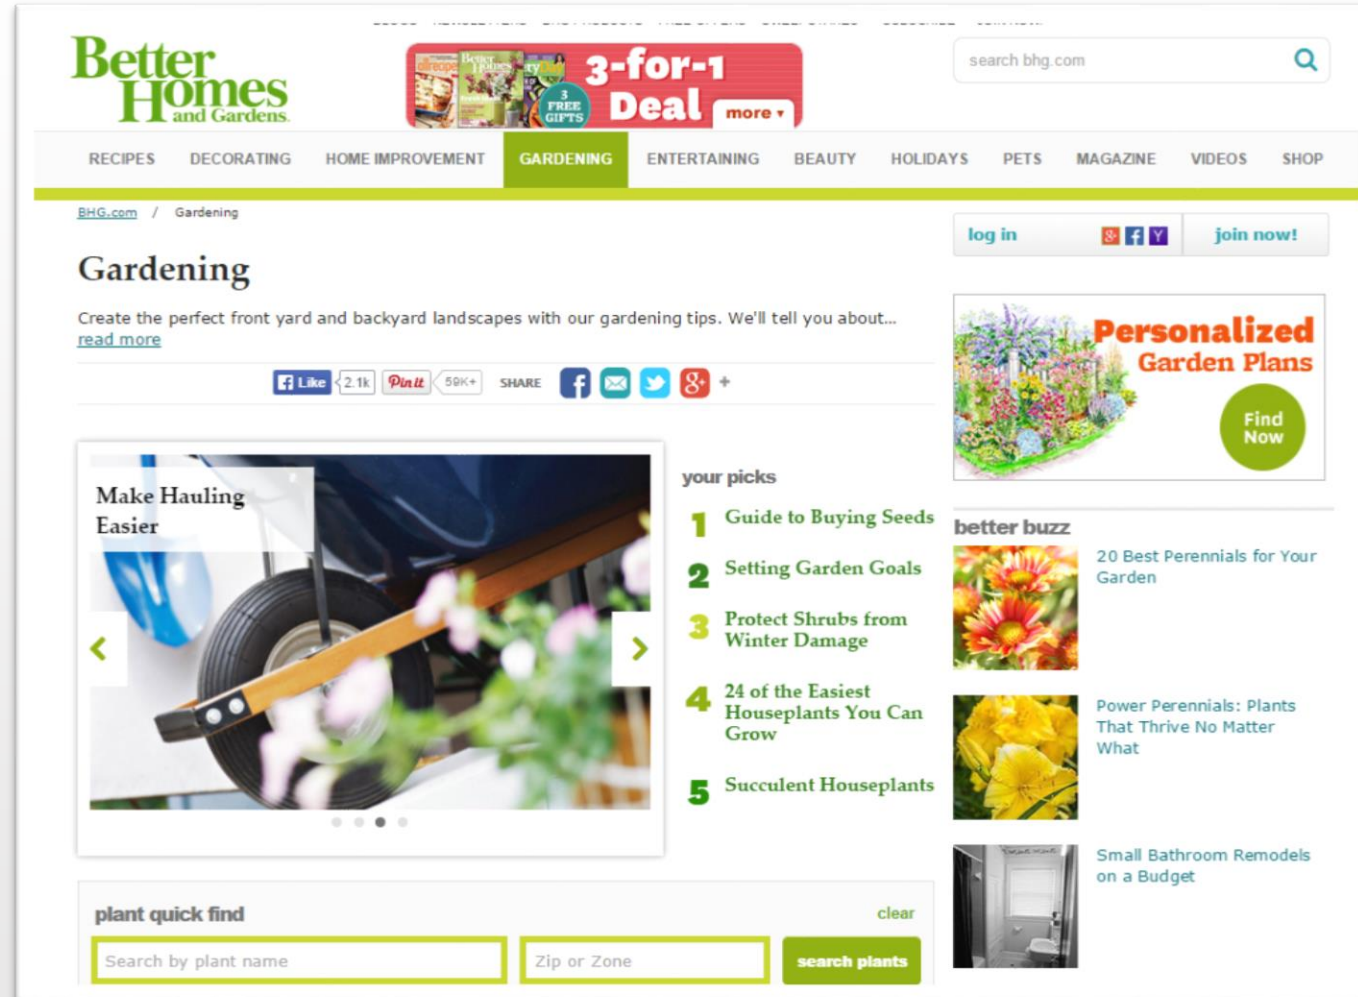 Better
Homes
and Gardens.
Better
Homes
3
FREE
GIFTS
3-for-1
Deal
more ▾
search bhg.com
RECIPES DECORATING HOME IMPROVEMENT GARDENING ENTERTAINING BEAUTY HOLIDAYS PETS MAGAZINE VIDEOS SHOP
BHG.com / Gardening
log in
join now!
Gardening
Create the perfect front yard and backyard landscapes with our gardening tips. We'll tell you about...
read more
Like 2.1k Pin it 59K+ SHARE +
Personalized
Garden Plans
Find
Now
Make Hauling
Easier
your picks
1 Guide to Buying Seeds
2 Setting Garden Goals
3 Protect Shrubs from
Winter Damage
4 24 of the Easiest
Houseplants You Can
Grow
5 Succulent Houseplants
better buzz
20 Best Perennials for Your
Garden
Power Perennials: Plants
That Thrive No Matter
What
Small Bathroom Remodels
on a Budget
plant quick find
clear
Search by plant name
Zip or Zone
search plants